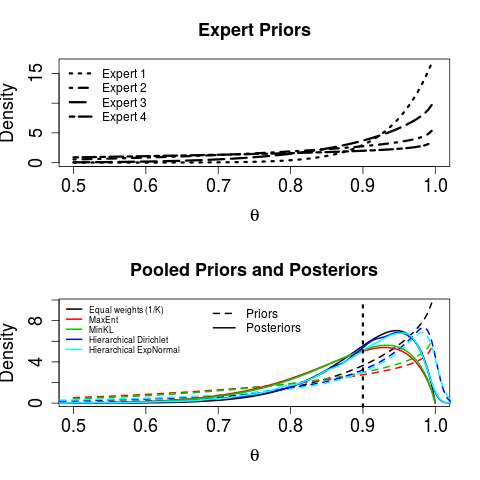 Expert Priors
Density
15
5
0
Expert 1
Expert 2
Expert 3
Expert 4
0.5 0.6 0.7 0.8 0.9 1.0
θ
Pooled Priors and Posteriors
Density
8
4
0
Equal weights (1/K)
MaxEnt
MinKL
Hierarchical Dirichlet
Hierarchical ExpNormal
Priors
Posteriors
0.5 0.6 0.7 0.8 0.9 1.0
θ